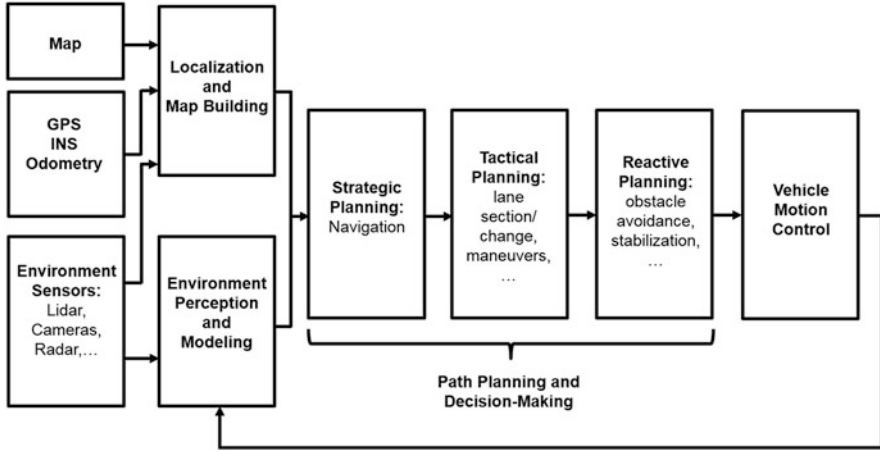 Map
GPS
INS
Odometry
Environment
Sensors:
Lidar,
Cameras,
Radar,...
Localization
and
Map Building
Environment
Perception
and
Modeling
Strategic
Planning:
Navigation
Tactical
Planning:
lane
section/
change,
maneuvers,
...
Reactive
Planning:
obstacle
avoidance,
stabilization,
...
Vehicle
Motion
Control
Path Planning and
Decision-Making